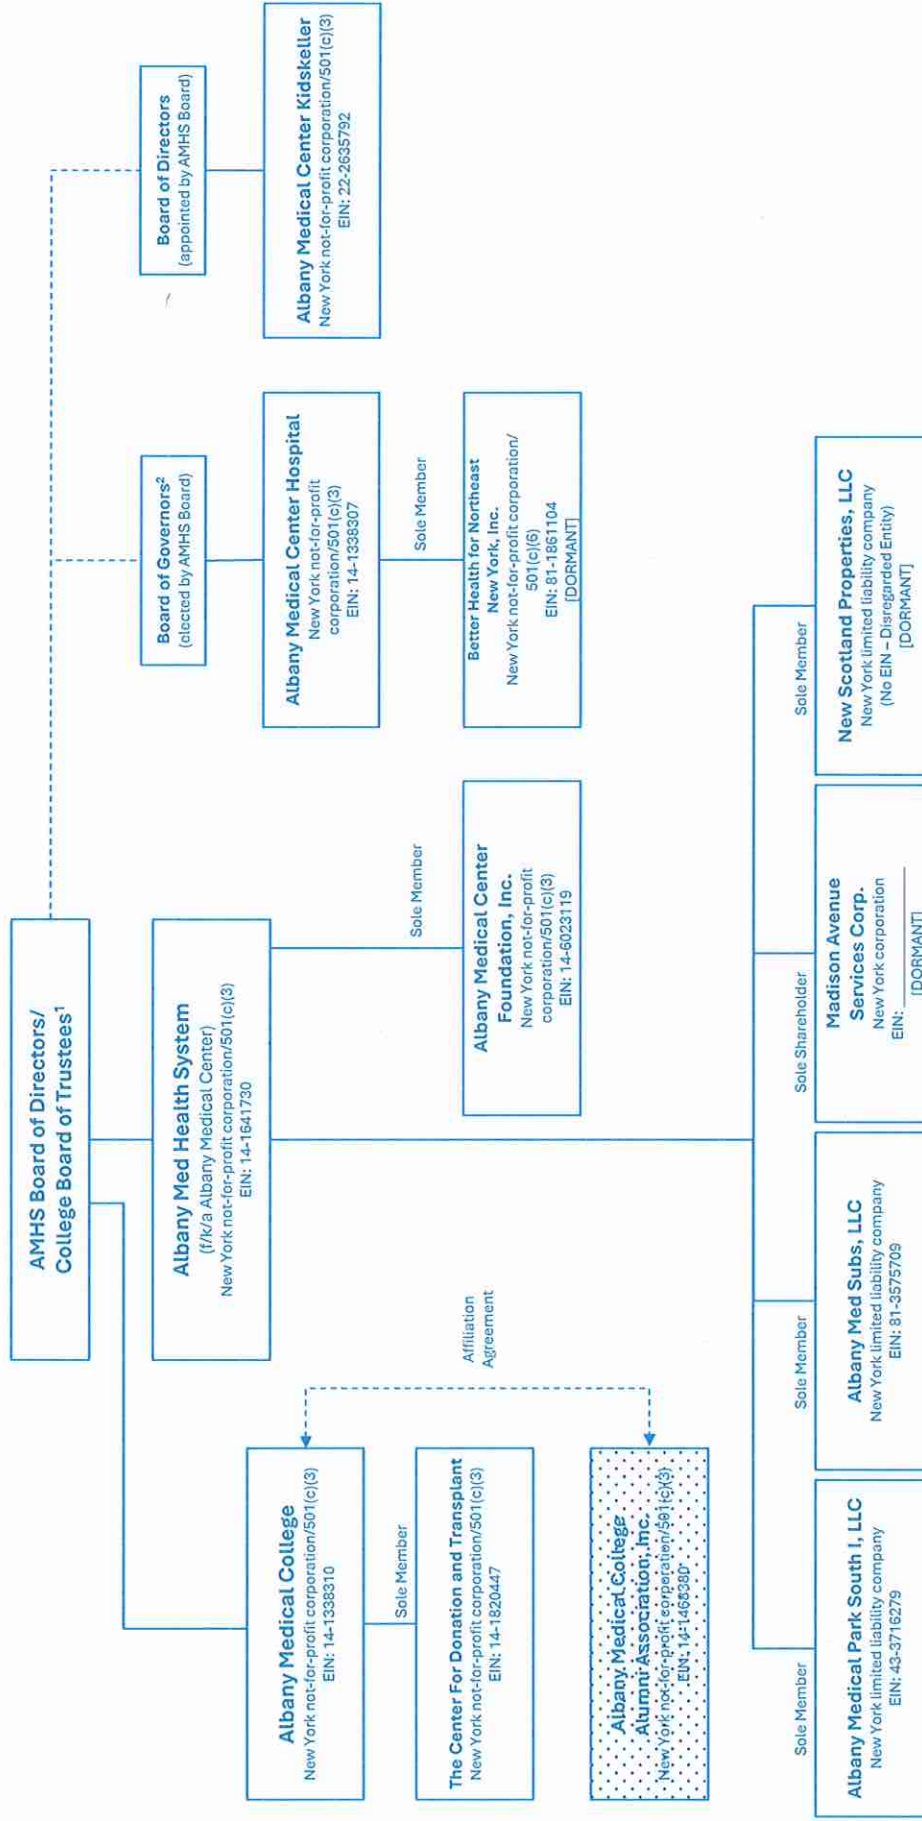 AMHS Board of Directors/
College Board of Trustees¹
Board of Governors²
(elected by AMHS Board)
Board of Directors
(appointed by AMHS Board)
Albany Med Health System
(f/k/a Albany Medical Center)
New York not-for-profit corporation/501(c)(3)
EIN: 14-1641730
Albany Medical College
New York not-for-profit corporation/501(c)(3)
EIN: 14-1338310
Albany Medical Center Hospital
New York not-for-profit
corporation/501(c)(3)
EIN: 14-1338307
Albany Medical Center Kidskeller
New York not-for-profit corporation/501(c)(3)
EIN: 22-2635792
Sole Member
The Center For Donation and Transplant
New York not-for-profit corporation/501(c)(3)
EIN: 14-1820447
Affiliation
Agreement
Sole Member
Albany Medical Center
Foundation, Inc.
New York not-for-profit
corporation/501(c)(3)
EIN: 14-6023119
Sole Member
Better Health for Northeast
New York, Inc.
New York not-for-profit corporation/
501(c)(6)
EIN: 81-1861104
[DORMANT]
Albany Medical College
Alumni Association, Inc.
New York not-for-profit corporation/501(c)(3)
EIN: 14-1468380
Sole Member
Albany Medical Park South I, LLC
New York limited liability company
EIN: 43-3716279
Sole Member
Albany Med Subs, LLC
New York limited liability company
EIN: 81-3575709
Sole Shareholder
Madison Avenue
Services Corp.
New York corporation
EIN: ____________
[DORMANT]
Sole Member
New Scotland Properties, LLC
New York limited liability company
(No EIN – Disregarded Entity)
[DORMANT]